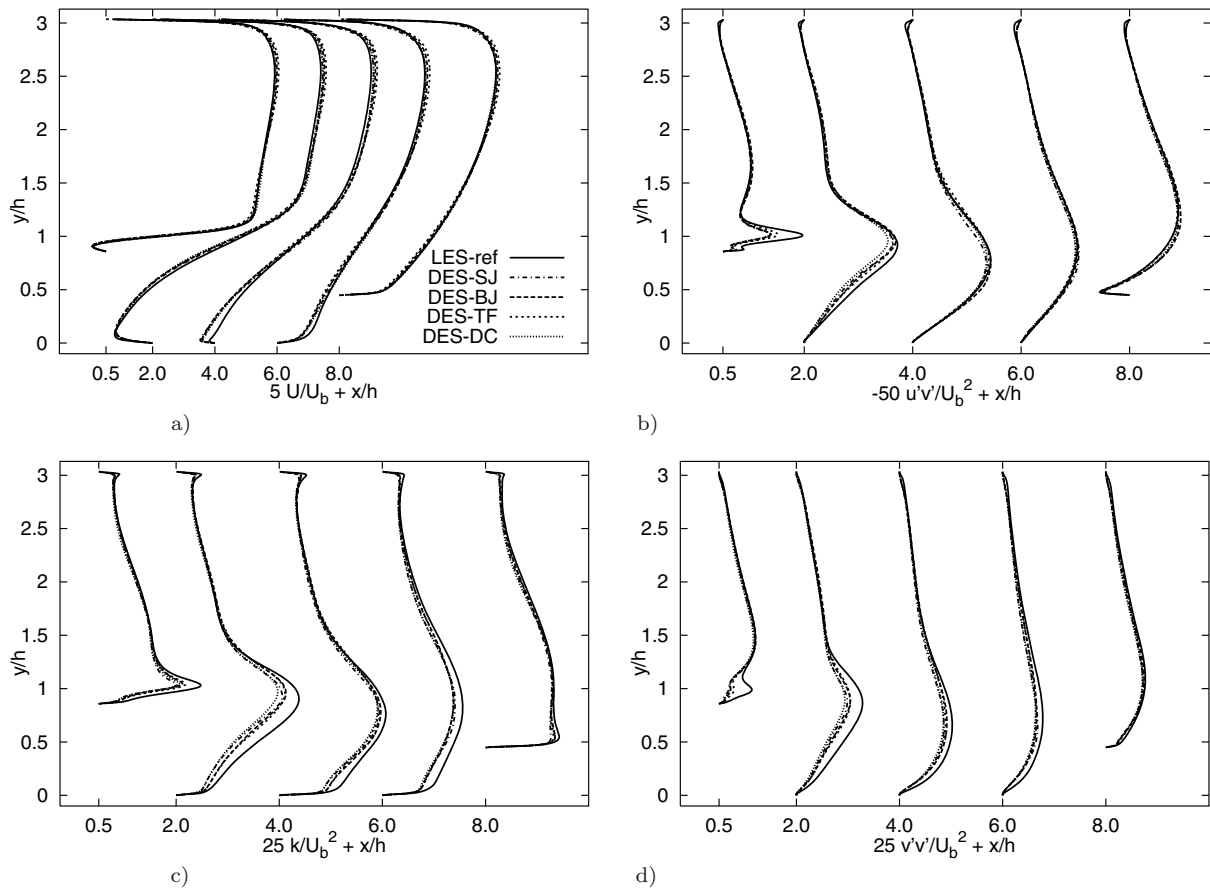 3
2.5
2
1.5
1
0.5
0
y/h
LES-ref
DES-SJ
DES-BJ
DES-TF
DES-DC
0.5 2.0 4.0 6.0 8.0
5 U/U_b + x/h
a)
3
2.5
2
1.5
1
0.5
0
y/h
0.5 2.0 4.0 6.0 8.0
-50 u'v'/U_b^2 + x/h
b)
3
2.5
2
1.5
1
0.5
0
y/h
0.5 2.0 4.0 6.0 8.0
25 k/U_b^2 + x/h
c)
3
2.5
2
1.5
1
0.5
0
y/h
0.5 2.0 4.0 6.0 8.0
25 v'v'/U_b^2 + x/h
d)